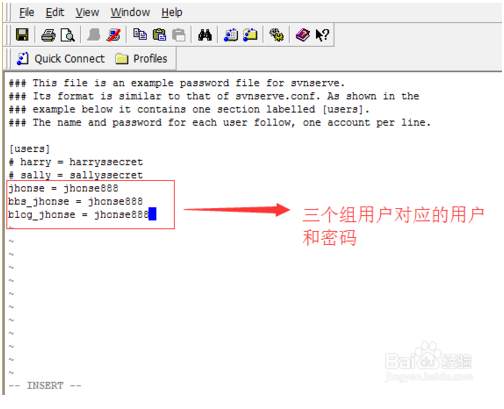 File Edit View Window Help
Quick Connect Profiles
### This file is an example password file for svnserve.
### Its format is similar to that of svnserve.conf. As shown in the
### example below it contains one section labelled [users].
### The name and password for each user follow, one account per line.
[users]
# harry = harryssecret
# sally = sallyssecret
jhonse = jhonse888
bbs_jhonse = jhonse888
blog_jhonse = jhonse888
三个组用户对应的用户
和密码
~
~
~
~
~
~
~
~
~
~
~
~
-- INSERT --
Baidu 经验
jingyan.baidu.com